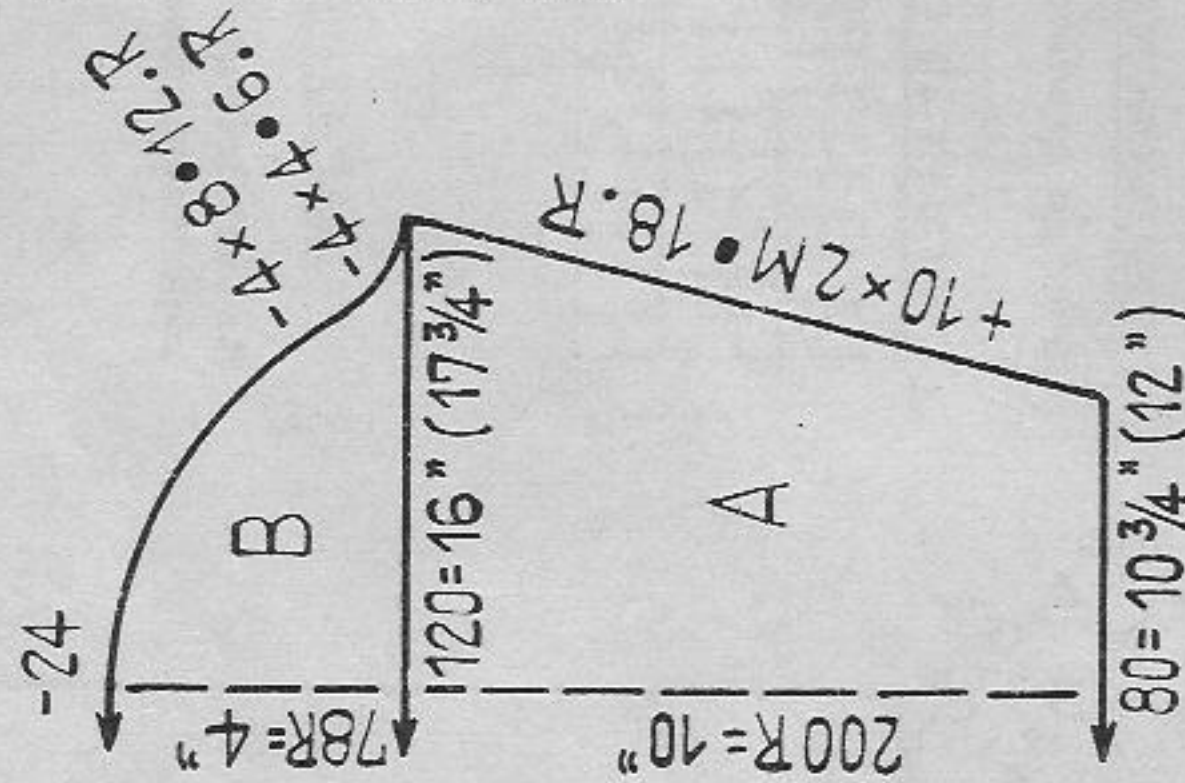 -4×8•12.R
-4×4•6.R
-24
B
78R=4"
120=16" (17¾")
+10×2M•18.R
A
200R=10"
80=10¾" (12")